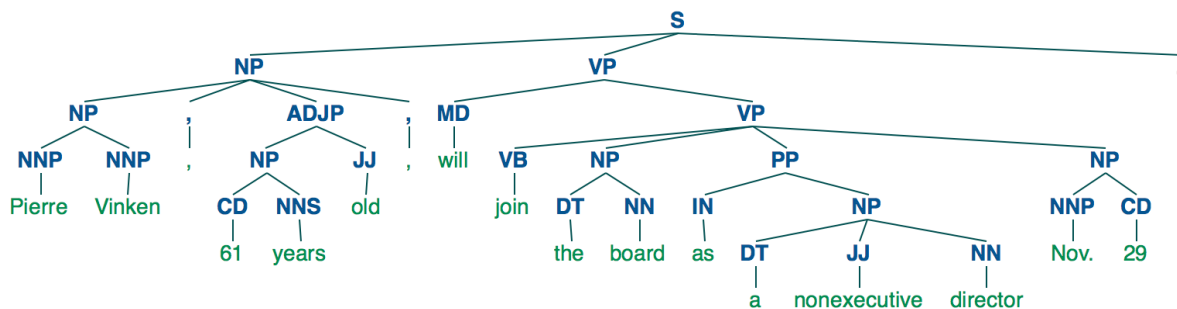 S
NP VP
NP , ADJP , MD VP
NNP NNP , NP JJ , will VB NP PP NP
Pierre Vinken CD NNS old join DT NN IN NP NNP CD
61 years the board as DT JJ NN Nov. 29
a nonexecutive director